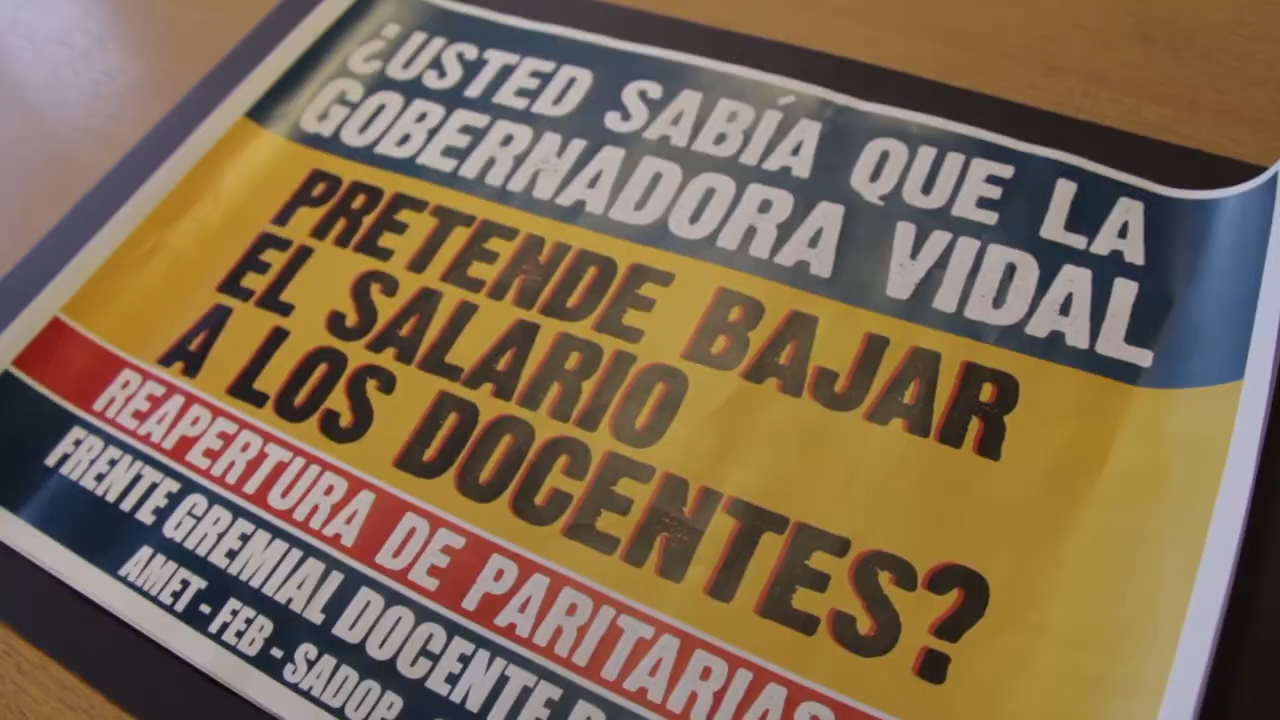 ¿USTED SABÍA QUE LA
GOBERNADORA VIDAL
PRETENDE BAJAR
EL SALARIO
A LOS DOCENTES?
REAPERTURA DE PARITARIAS
FRENTE GREMIAL DOCENTE
AMET - FEB - SADOP